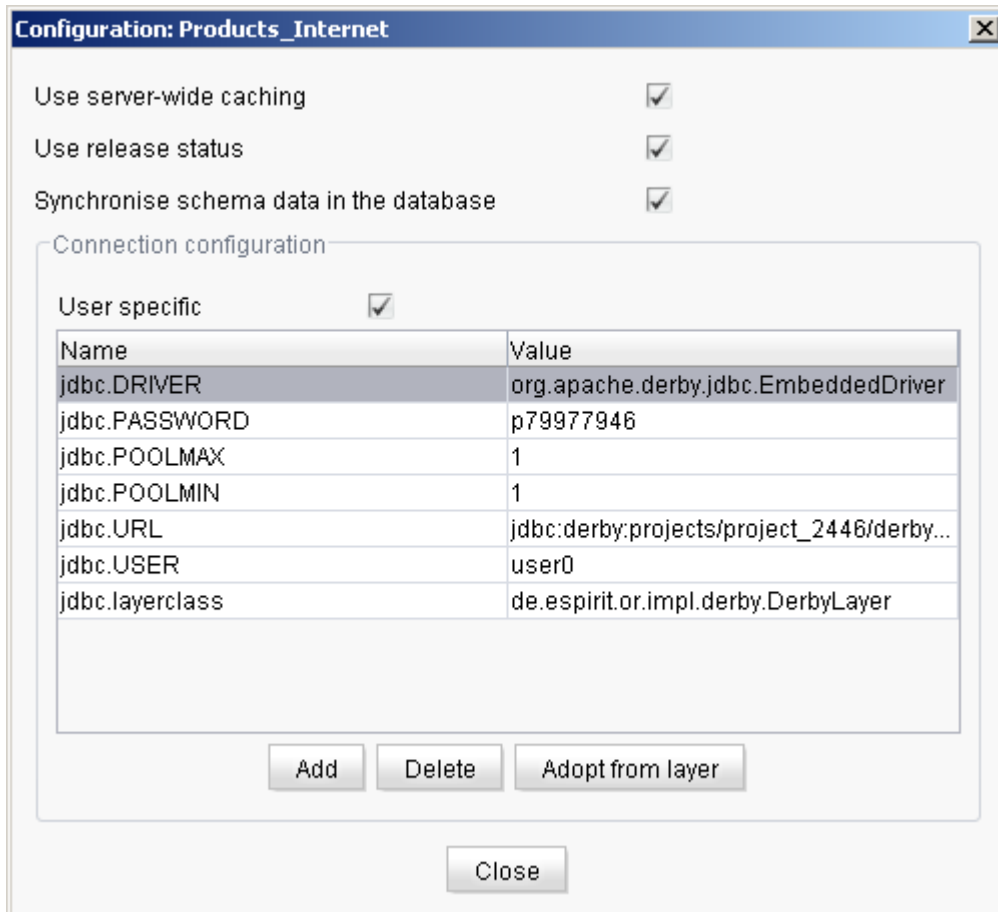 Configuration: Products_Internet
Use server-wide caching
Use release status
Synchronise schema data in the database
Connection configuration
User specific
Name Value
jdbc.DRIVER org.apache.derby.jdbc.EmbeddedDriver
jdbc.PASSWORD p79977946
jdbc.POOLMAX 1
jdbc.POOLMIN 1
jdbc.URL jdbc:derby:projects/project_2446/derby...
jdbc.USER user0
jdbc.layerclass de.espirit.or.impl.derby.DerbyLayer
Add Delete Adopt from layer
Close